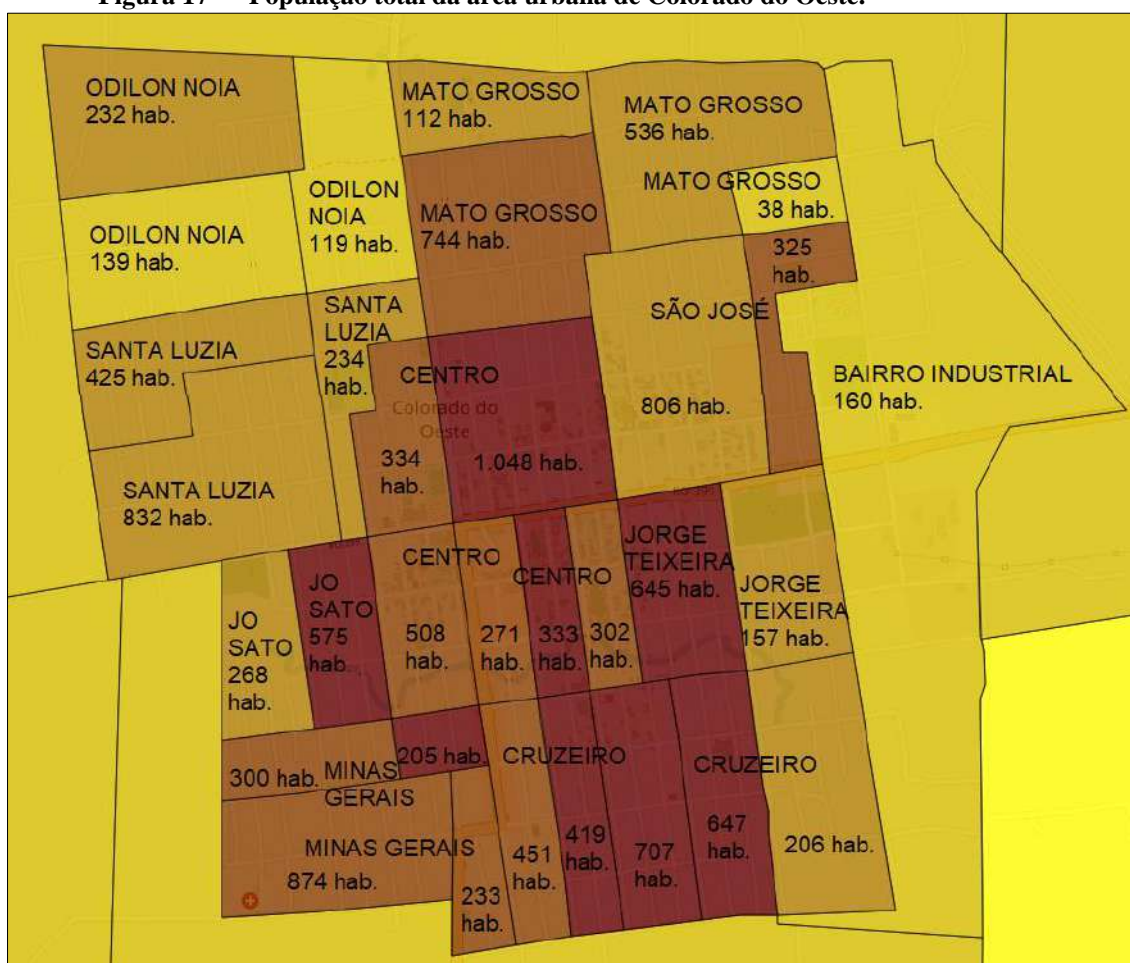 Figura 17 — População total da área urbana de Colorado do Oeste.
ODILON NOIA
232 hab.
MATO GROSSO
112 hab.
MATO GROSSO
536 hab.
MATO GROSSO
38 hab.
ODILON
NOIA
119 hab.
MATO GROSSO
744 hab.
ODILON NOIA
139 hab.
325
hab.
SANTA
LUZIA
234
hab.
SÃO JOSÉ
806 hab.
SANTA LUZIA
425 hab.
CENTRO
Colorado do
Oeste
334
hab.
1.048 hab.
BAIRRO INDUSTRIAL
160 hab.
SANTA LUZIA
832 hab.
JO
SATO
268
hab.
JO
SATO
575
hab.
CENTRO
508
hab.
271
hab.
CENTRO
333
hab.
302
hab.
JORGE
TEIXEIRA
645 hab.
JORGE
TEIXEIRA
157 hab.
300 hab.
MINAS
GERAIS
205 hab.
CRUZEIRO
CRUZEIRO
MINAS GERAIS
874 hab.
233
hab.
451
hab.
419
hab.
707
hab.
647
hab.
206 hab.